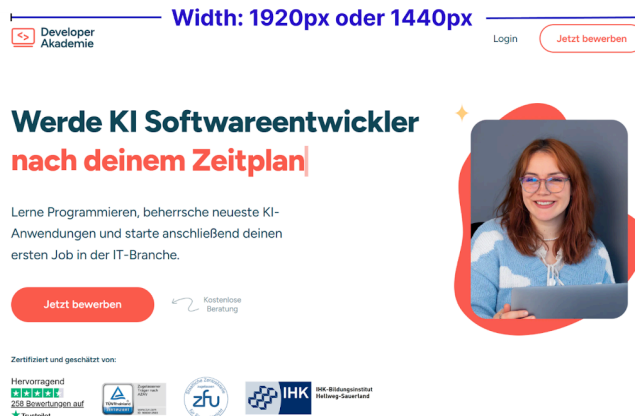 Width: 1920px oder 1440px
Developer
Akademie
Login
Jetzt bewerben
Werde KI Softwareentwickler
nach deinem Zeitplan
Lerne Programmieren, beherrsche neueste KI-
Anwendungen und starte anschließend deinen
ersten Job in der IT-Branche.
Jetzt bewerben
Kostenlose
Beratung
Zertifiziert und geschätzt von:
Hervorragend
258 Bewertungen auf
Trustpilot
zfu
IHK
IHK-Bildungsinstitut
Hellweg-Sauerland